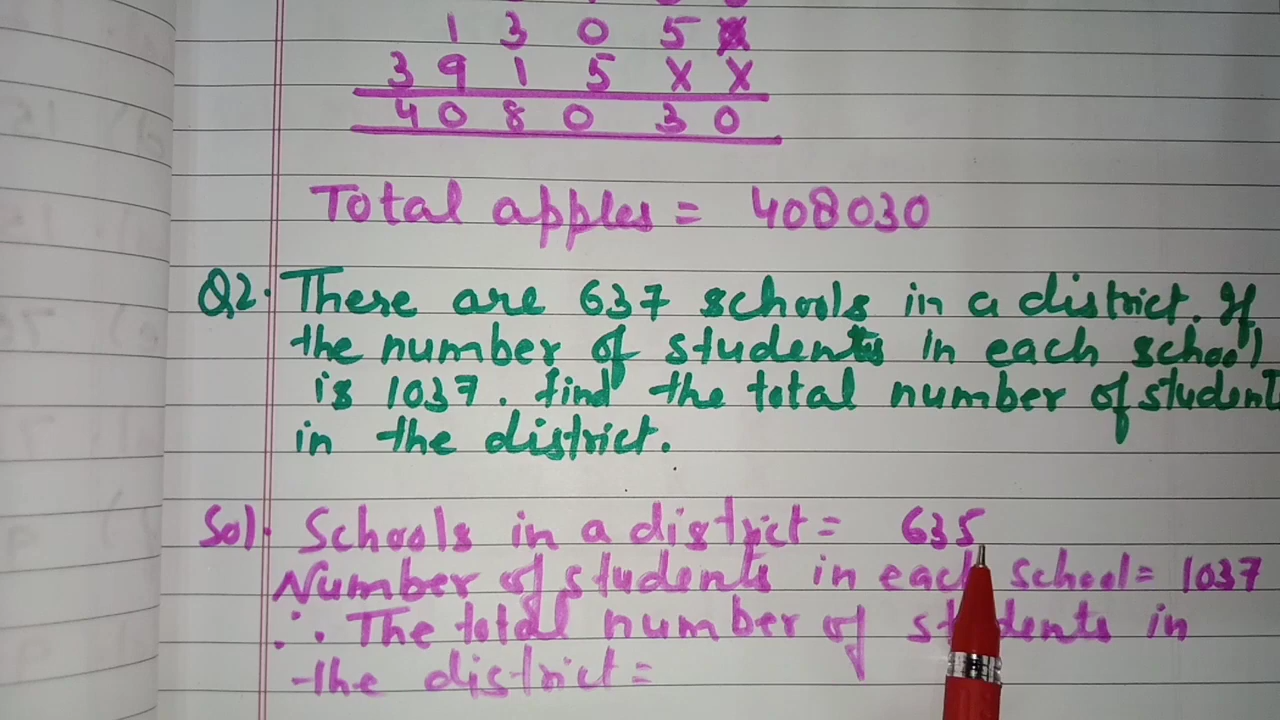 1 3 0 5
3 9 1 5 X X
4 0 8 0 3 0
Total apples = 408030
Q2. There are 637 schools in a district. If
the number of students in each school
is 1037. find the total number of student
in the district.
Sol. Schools in a district = 635
Number of students in each school = 1037
∴ The total number of students in
the district =